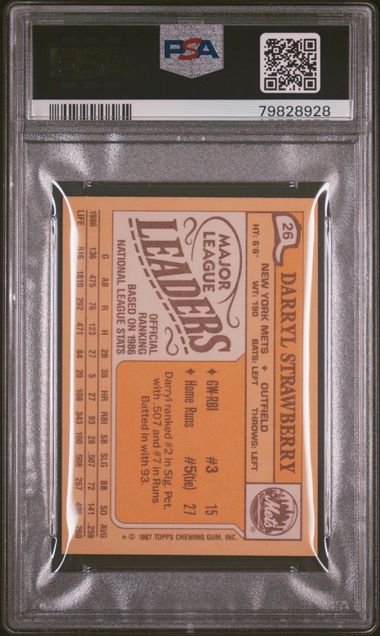 PSA
PSA
79828928
26
DARRYL STRAWBERRY
NEW YORK METS ♦ OUTFIELD
HT: 6'6" WT: 190 BATS: LEFT THROWS: LEFT
Mets
MAJOR
LEAGUE
LEADERS
OFFICIAL
RANKING
BASED ON 1986
NATIONAL LEAGUE STATS
♦ GW-RBI #3 15
♦ Home Runs #5(tie) 27
Darryl ranked #2 in Slg. Pct.
with .507 and #7 in Runs
Batted in with 93.
G AB R H 2B 3B HR RBI SB SLG BB SO AVG
1986 136 475 76 123 27 5 27 93 28 .507 72 141 .259
LIFE 516 1810 292 471 84 20 108 343 100 .508 267 .260
* © 1987 TOPPS CHEWING GUM, INC.